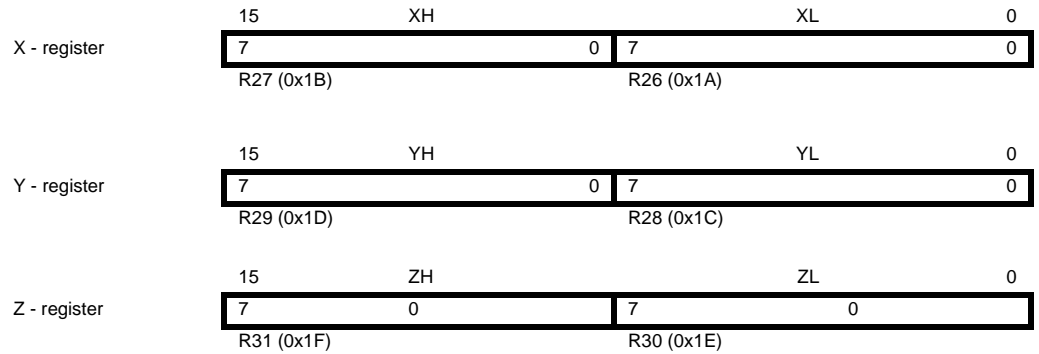 15 XH XL 0
X - register 7 0 7 0
R27 (0x1B) R26 (0x1A)
15 YH YL 0
Y - register 7 0 7 0
R29 (0x1D) R28 (0x1C)
15 ZH ZL 0
Z - register 7 0 7 0
R31 (0x1F) R30 (0x1E)